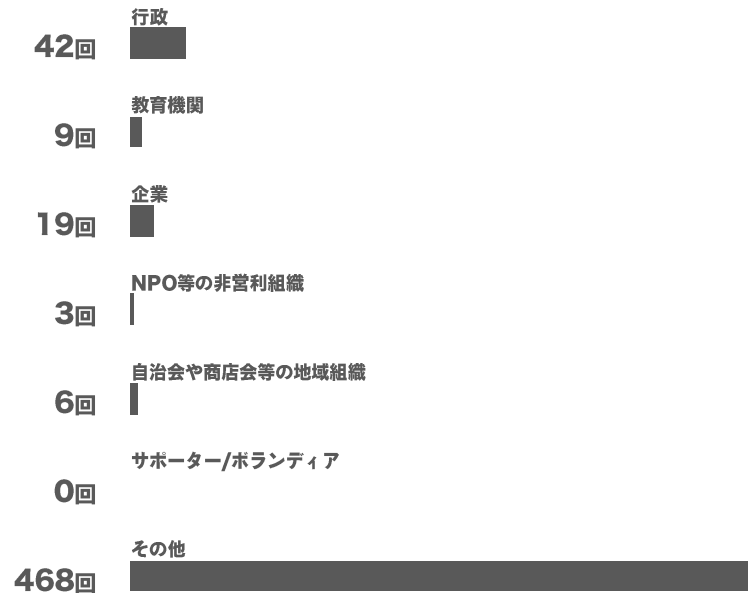 行政
42回
教育機関
9回
企業
19回
NPO等の非営利組織
3回
自治会や商店会等の地域組織
6回
サポーター/ボランディア
0回
その他
468回